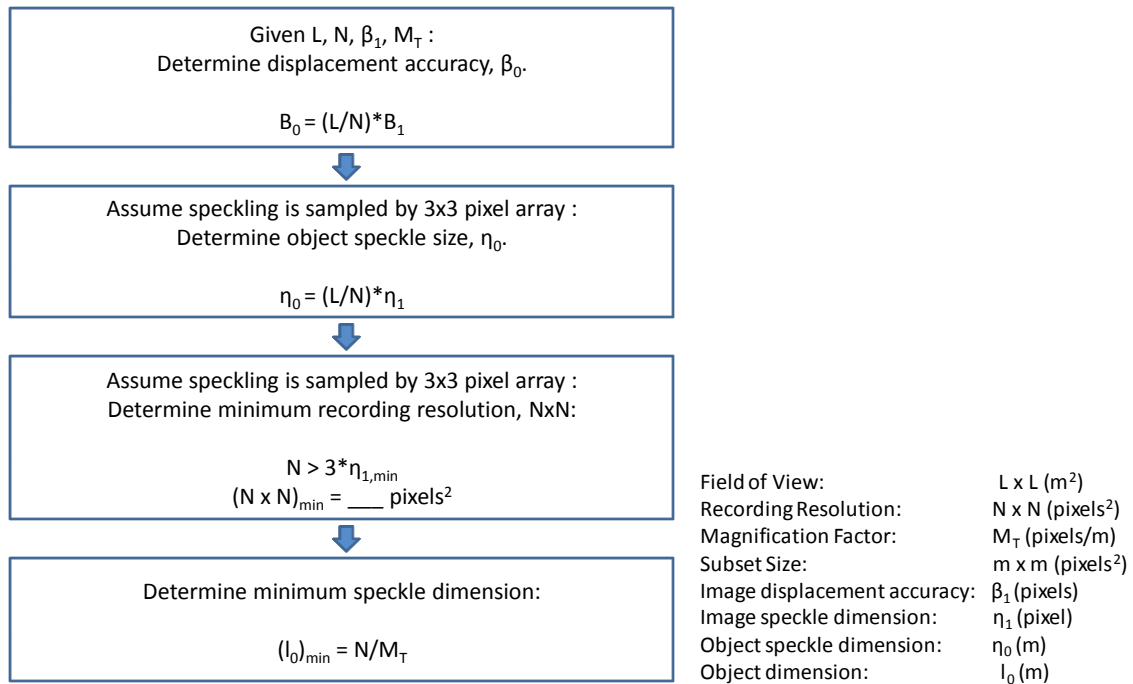 Given L, N, β₁, M_T :
Determine displacement accuracy, β₀.
B₀ = (L/N)*B₁
Assume speckling is sampled by 3x3 pixel array :
Determine object speckle size, η₀.
η₀ = (L/N)*η₁
Assume speckling is sampled by 3x3 pixel array :
Determine minimum recording resolution, NxN:
N > 3*η₁,min
(N x N)min = ___ pixels²
Determine minimum speckle dimension:
(l₀)min = N/M_T
Field of View: L x L (m²)
Recording Resolution: N x N (pixels²)
Magnification Factor: M_T (pixels/m)
Subset Size: m x m (pixels²)
Image displacement accuracy: β₁ (pixels)
Image speckle dimension: η₁ (pixel)
Object speckle dimension: η₀ (m)
Object dimension: l₀ (m)